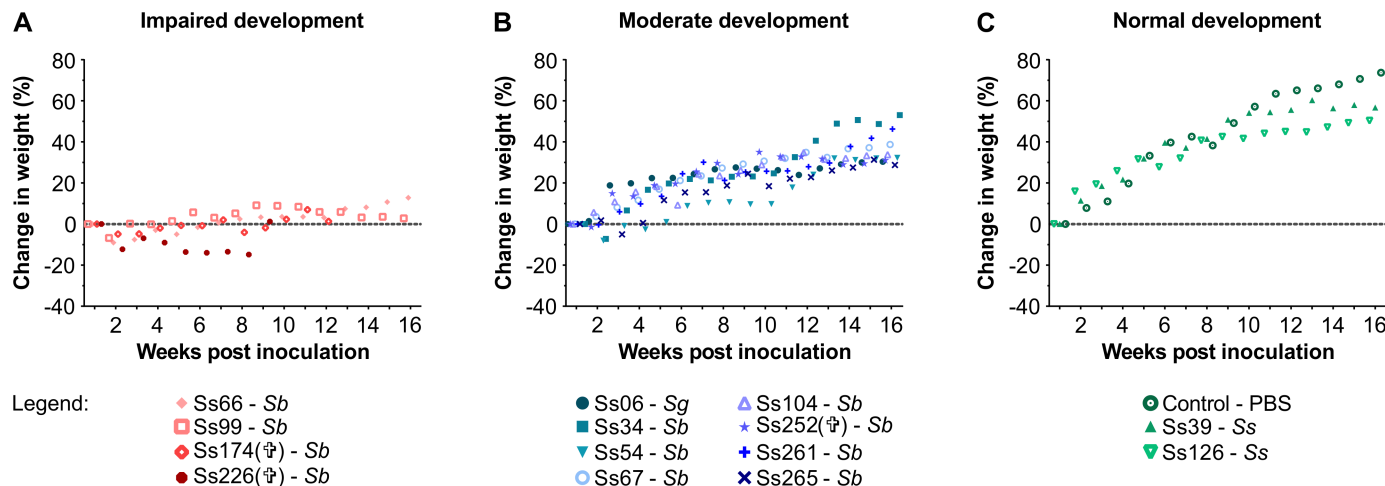 A Impaired development
80
60
40
20
0
-20
-40
Change in weight (%)
2 4 6 8 10 12 14 16
Weeks post inoculation
B Moderate development
80
60
40
20
0
-20
-40
Change in weight (%)
2 4 6 8 10 12 14 16
Weeks post inoculation
C Normal development
80
60
40
20
0
-20
-40
Change in weight (%)
2 4 6 8 10 12 14 16
Weeks post inoculation
Legend:
Ss66 - Sb
Ss99 - Sb
Ss174(✞) - Sb
Ss226(✞) - Sb
Ss06 - Sg
Ss34 - Sb
Ss54 - Sb
Ss67 - Sb
Ss104 - Sb
Ss252(✞) - Sb
Ss261 - Sb
Ss265 - Sb
Control - PBS
Ss39 - Ss
Ss126 - Ss